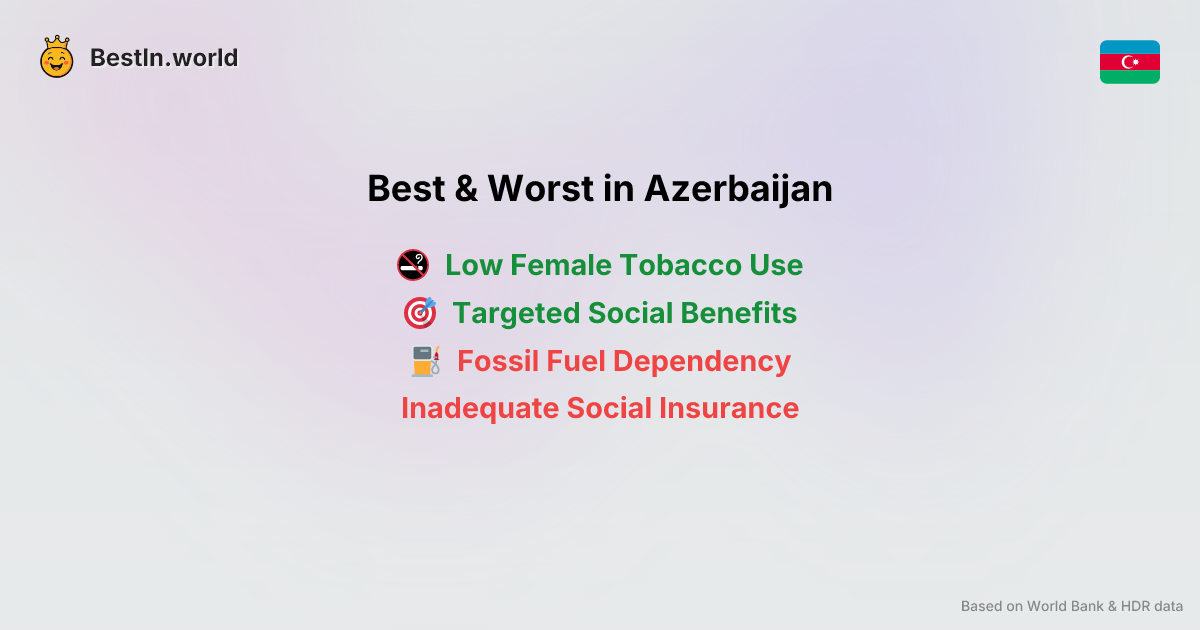 BestIn.world
Best & Worst in Azerbaijan
Low Female Tobacco Use
Targeted Social Benefits
Fossil Fuel Dependency
Inadequate Social Insurance
Based on World Bank & HDR data